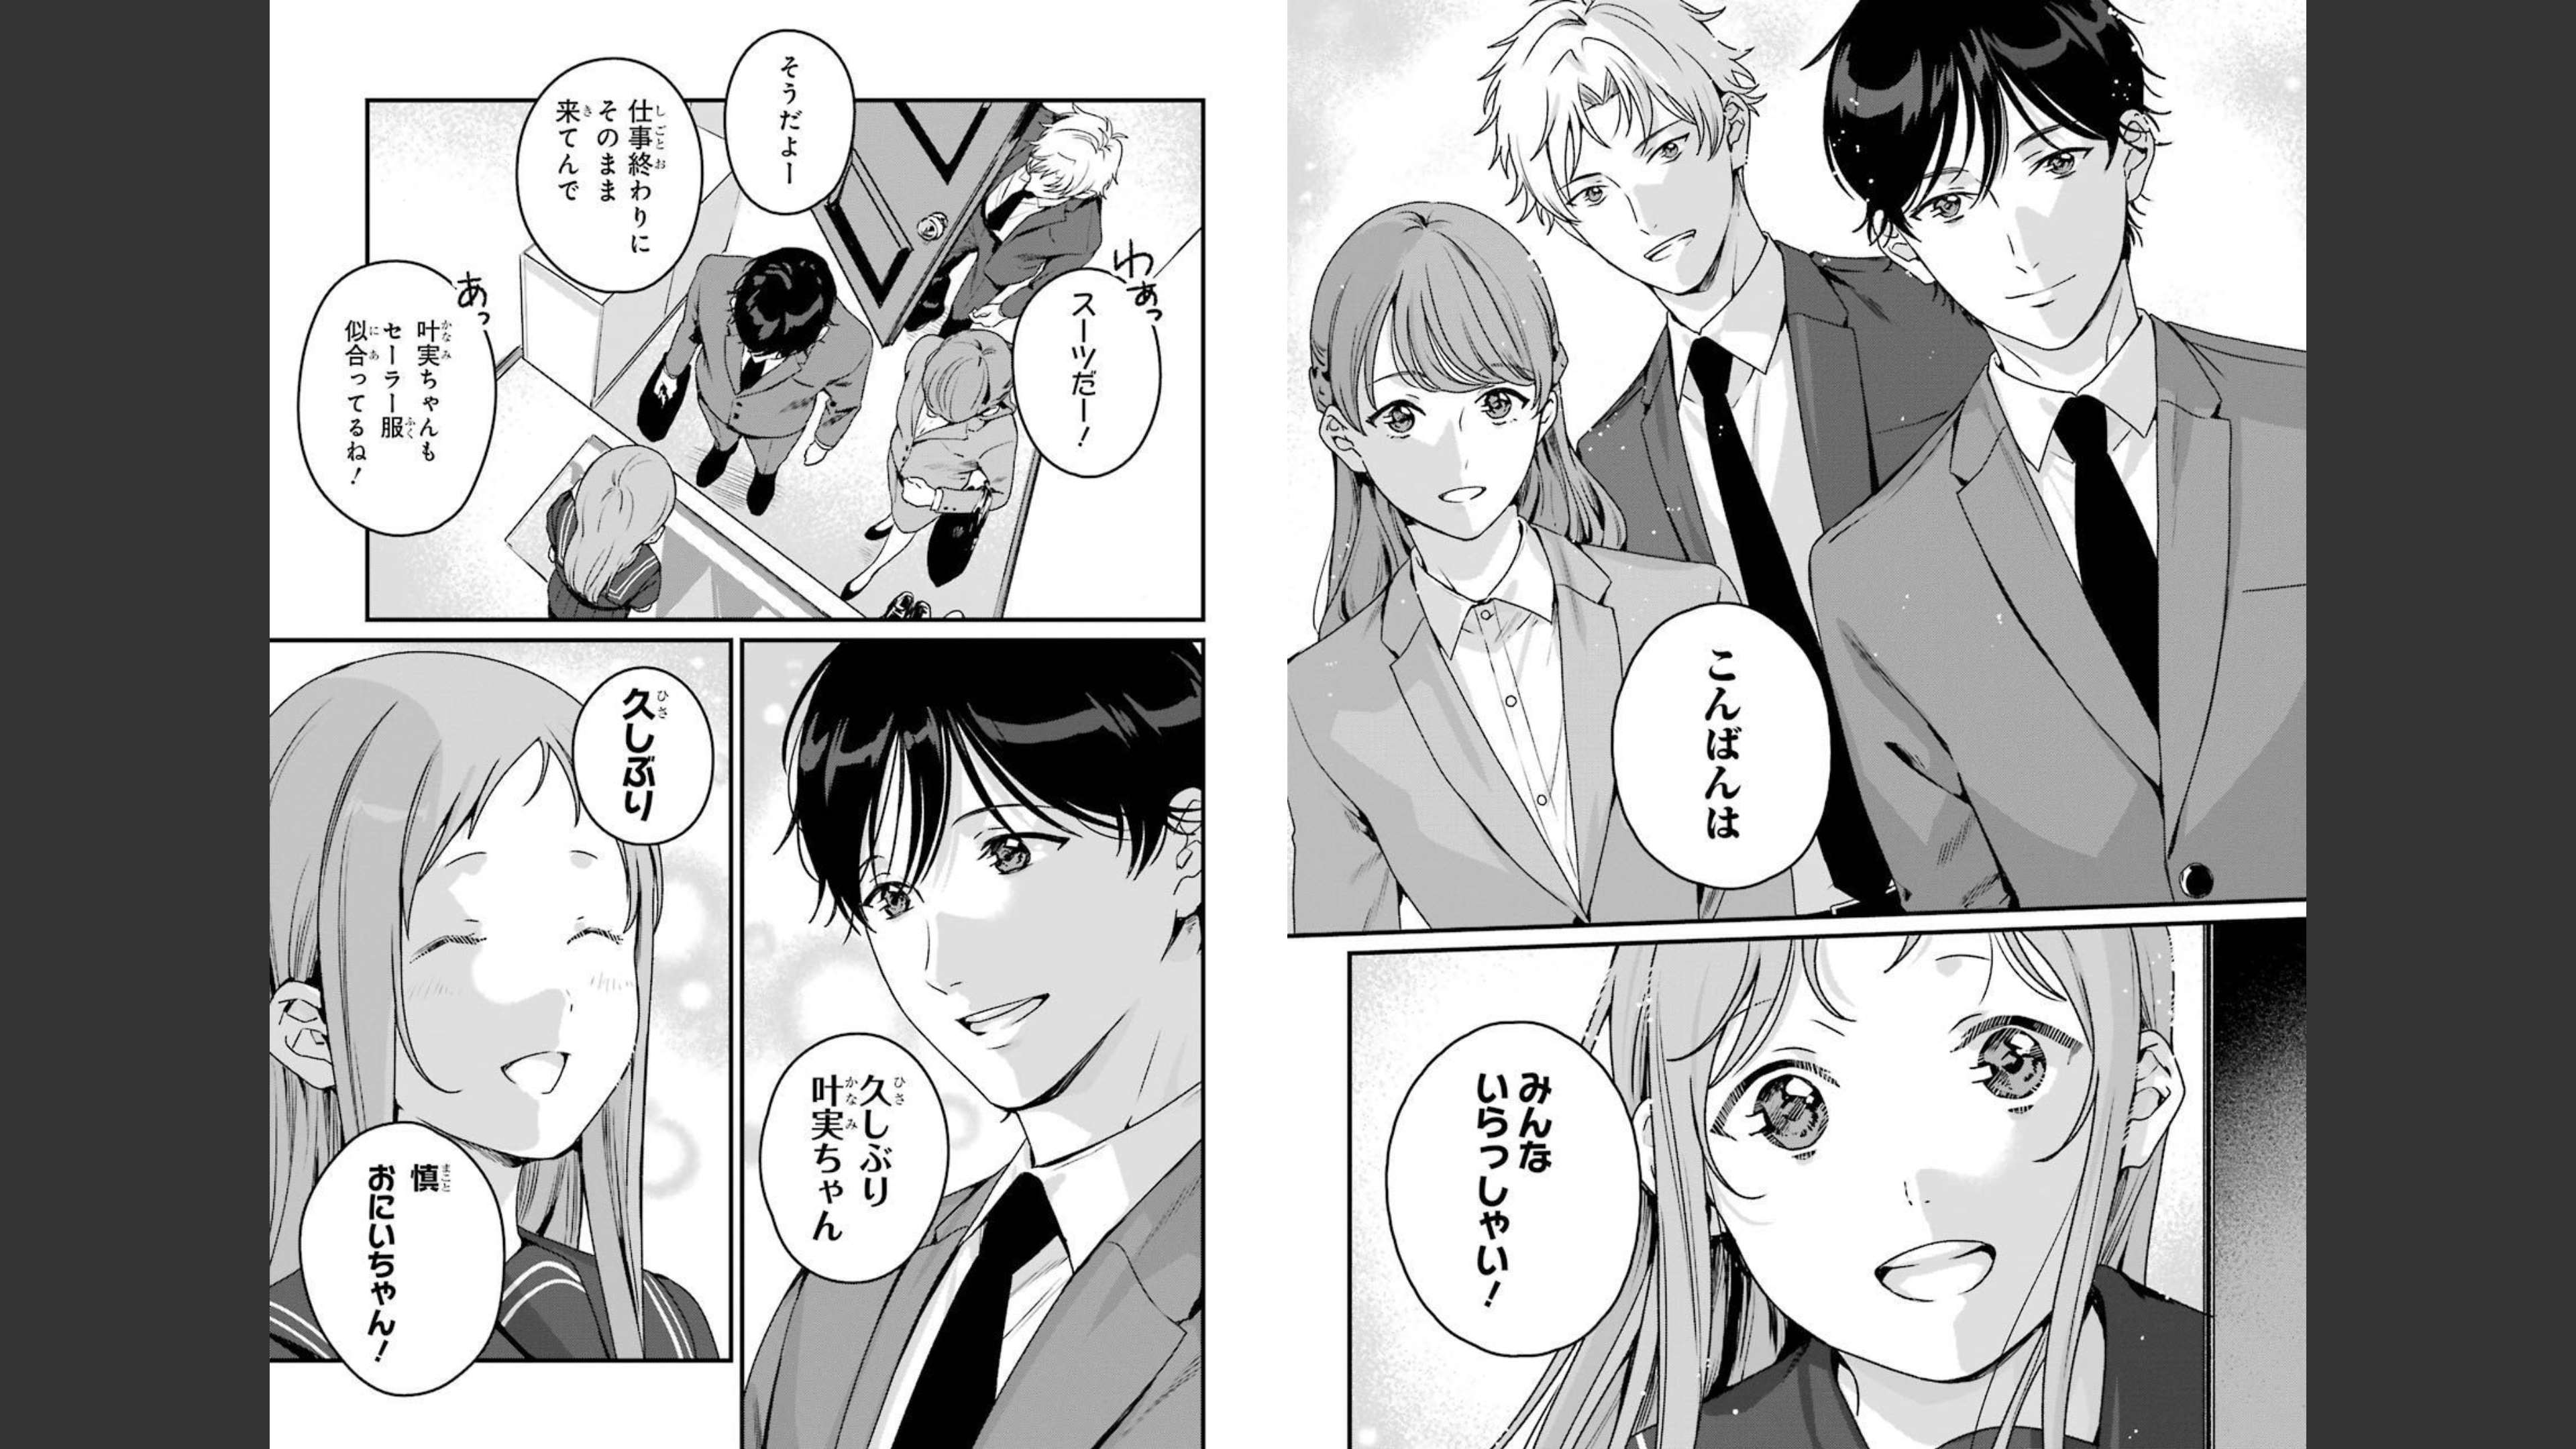 こんばんは
みんな
いらっしゃい！
わぁっ
スーツだー！
そうだよー
仕事終わりに
そのまま
来てんで
あっ
叶実ちゃんも
セーラー服
似合ってるね！
久しぶり
叶実ちゃん
久しぶり
慎
おにいちゃん！